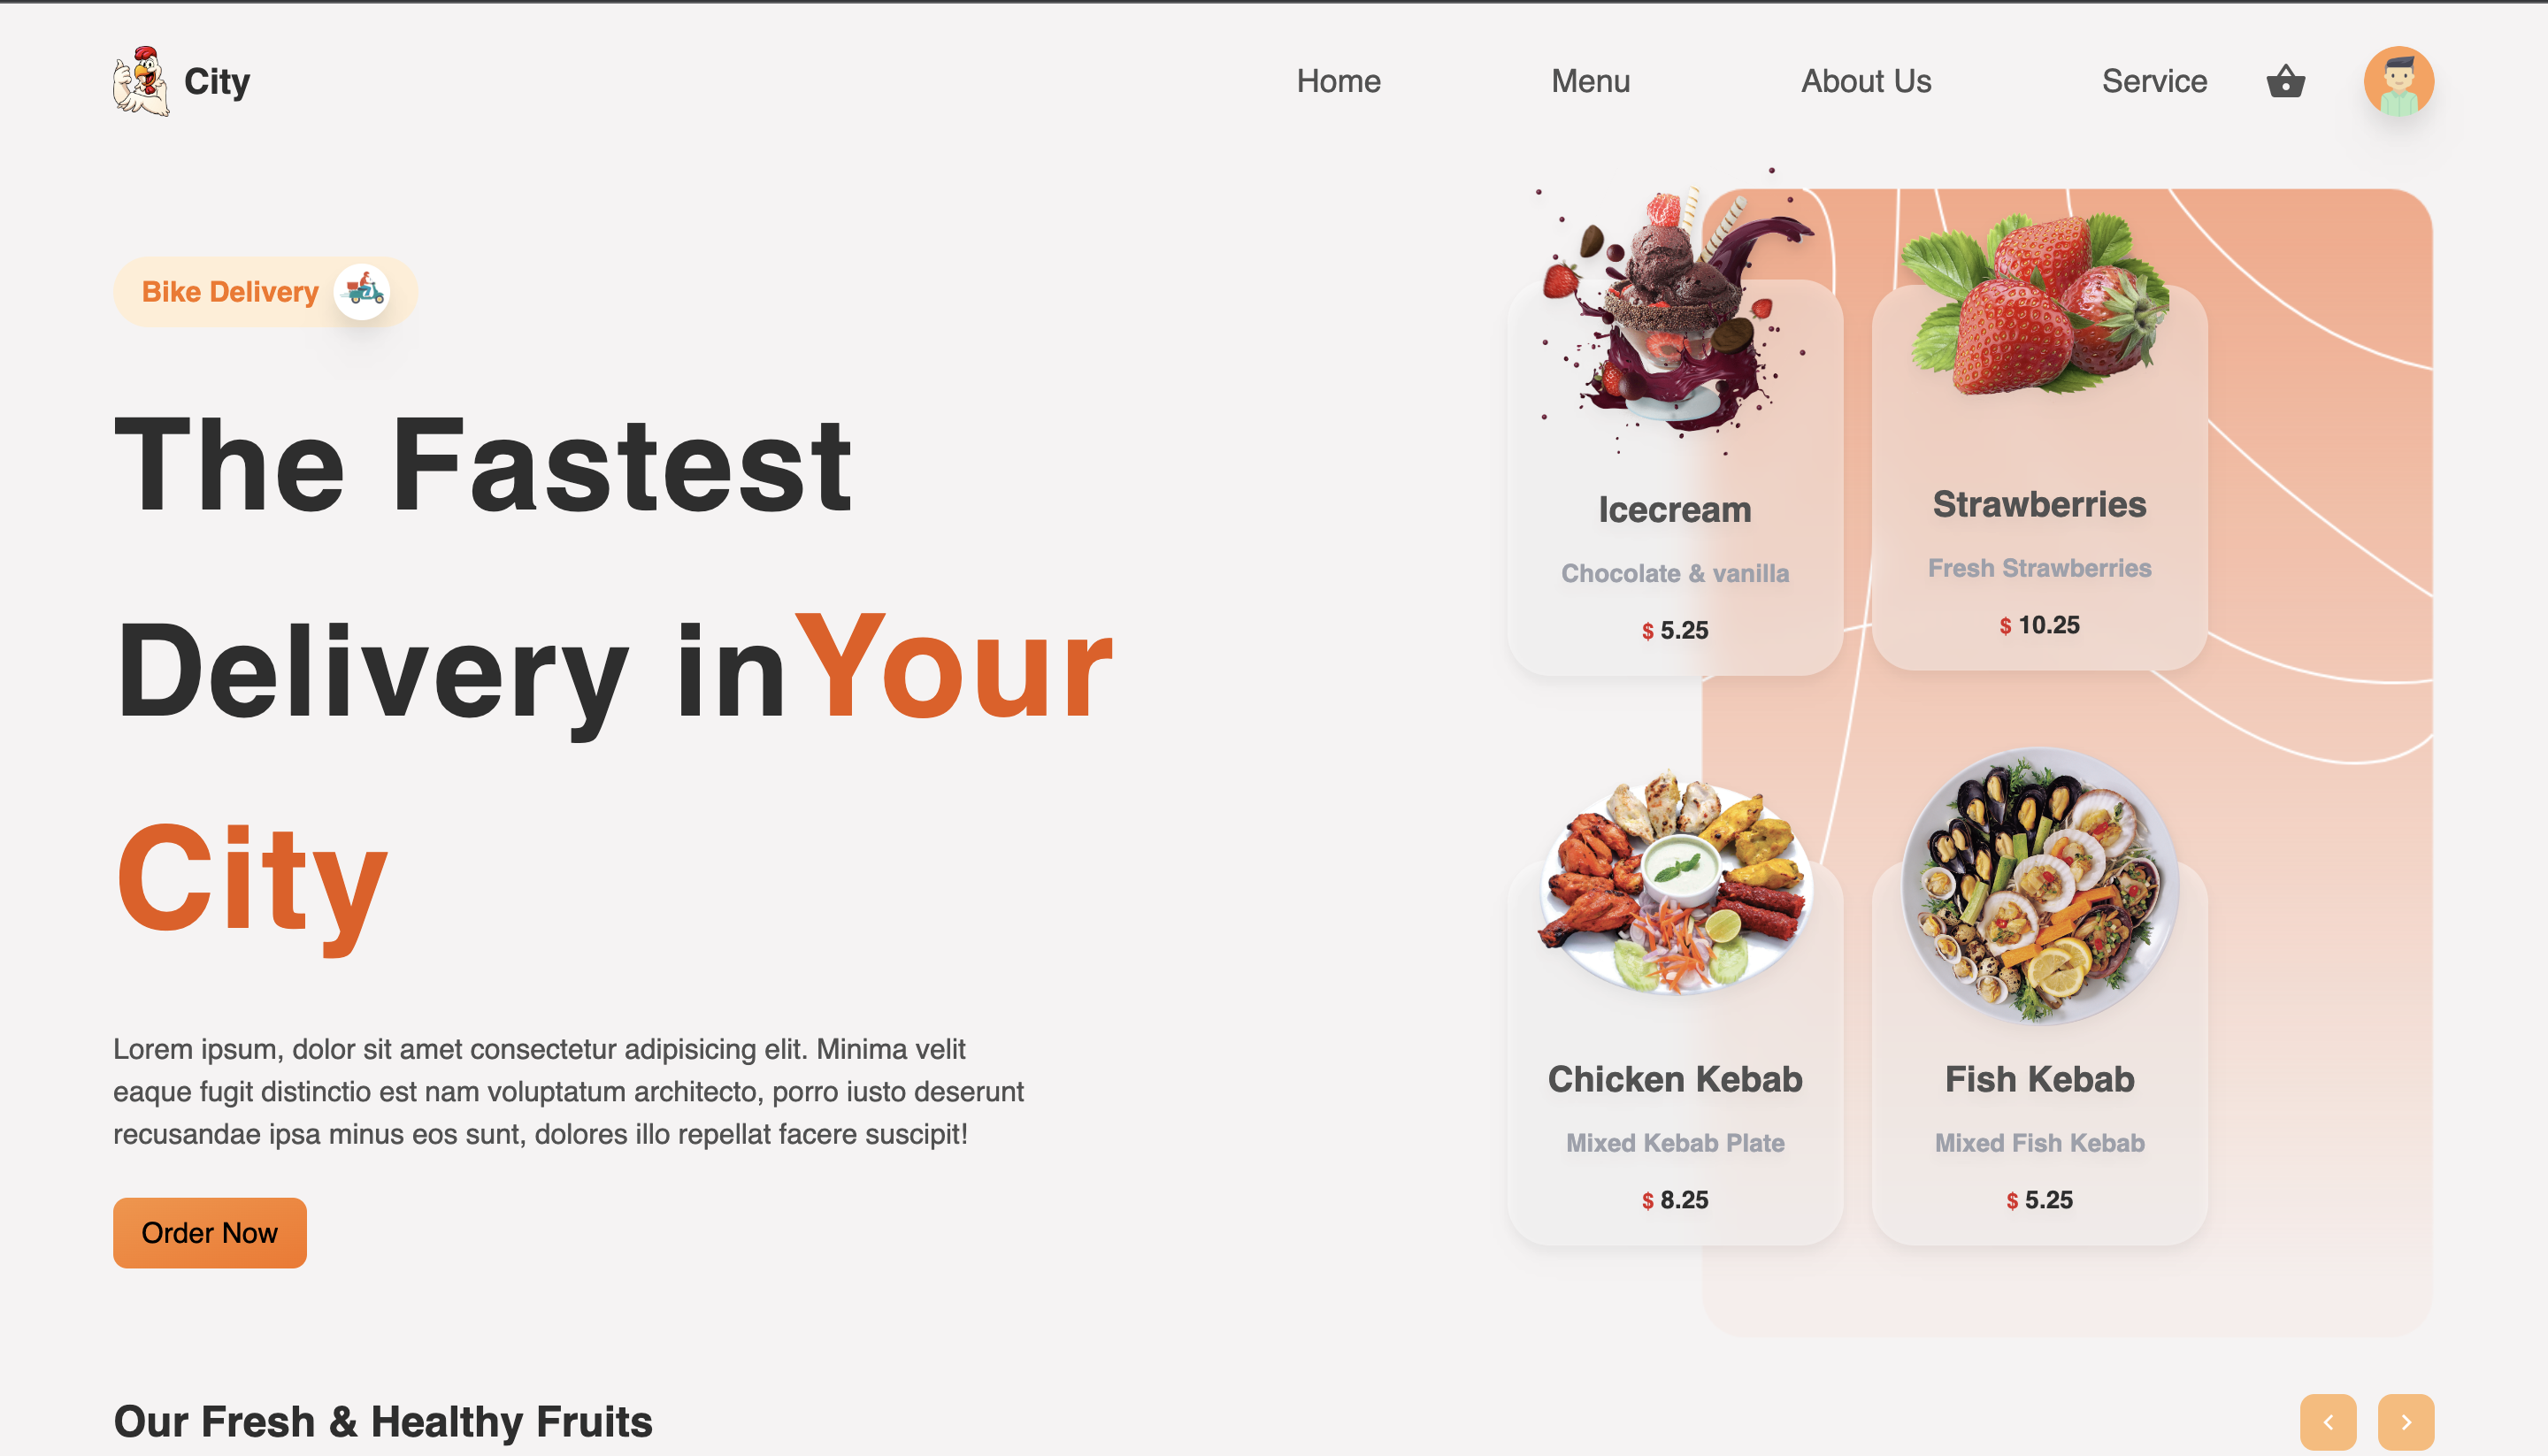 City
Home
Menu
About Us
Service
Bike Delivery
The Fastest
Delivery inYour
City
Lorem ipsum, dolor sit amet consectetur adipisicing elit. Minima velit
eaque fugit distinctio est nam voluptatum architecto, porro iusto deserunt
recusandae ipsa minus eos sunt, dolores illo repellat facere suscipit!
Order Now
Icecream
Chocolate & vanilla
$ 5.25
Strawberries
Fresh Strawberries
$ 10.25
Chicken Kebab
Mixed Kebab Plate
$ 8.25
Fish Kebab
Mixed Fish Kebab
$ 5.25
Our Fresh & Healthy Fruits